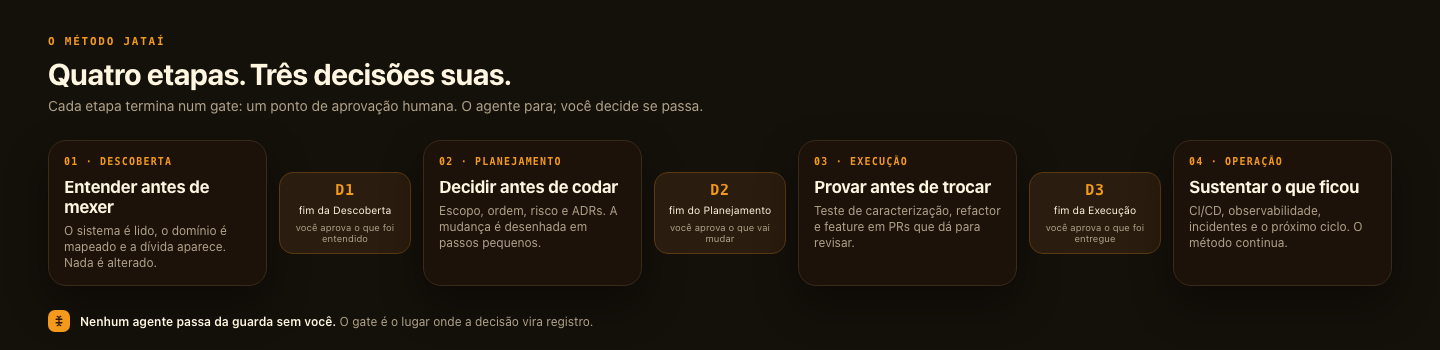 O MÉTODO JATAÍ
Quatro etapas. Três decisões suas.
Cada etapa termina num gate: um ponto de aprovação humana. O agente para; você decide se passa.
01 · DESCOBERTA
Entender antes de
mexer
O sistema é lido, o domínio é
mapeado e a dívida aparece.
Nada é alterado.
D1
fim da Descoberta
você aprova o que foi
entendido
02 · PLANEJAMENTO
Decidir antes de codar
Escopo, ordem, risco e ADRs. A
mudança é desenhada em
passos pequenos.
D2
fim do Planejamento
você aprova o que vai
mudar
03 · EXECUÇÃO
Provar antes de trocar
Teste de caracterização, refactor
e feature em PRs que dá para
revisar.
D3
fim da Execução
você aprova o que foi
entregue
04 · OPERAÇÃO
Sustentar o que ficou
CI/CD, observabilidade,
incidentes e o próximo ciclo. O
método continua.
Nenhum agente passa da guarda sem você. O gate é o lugar onde a decisão vira registro.